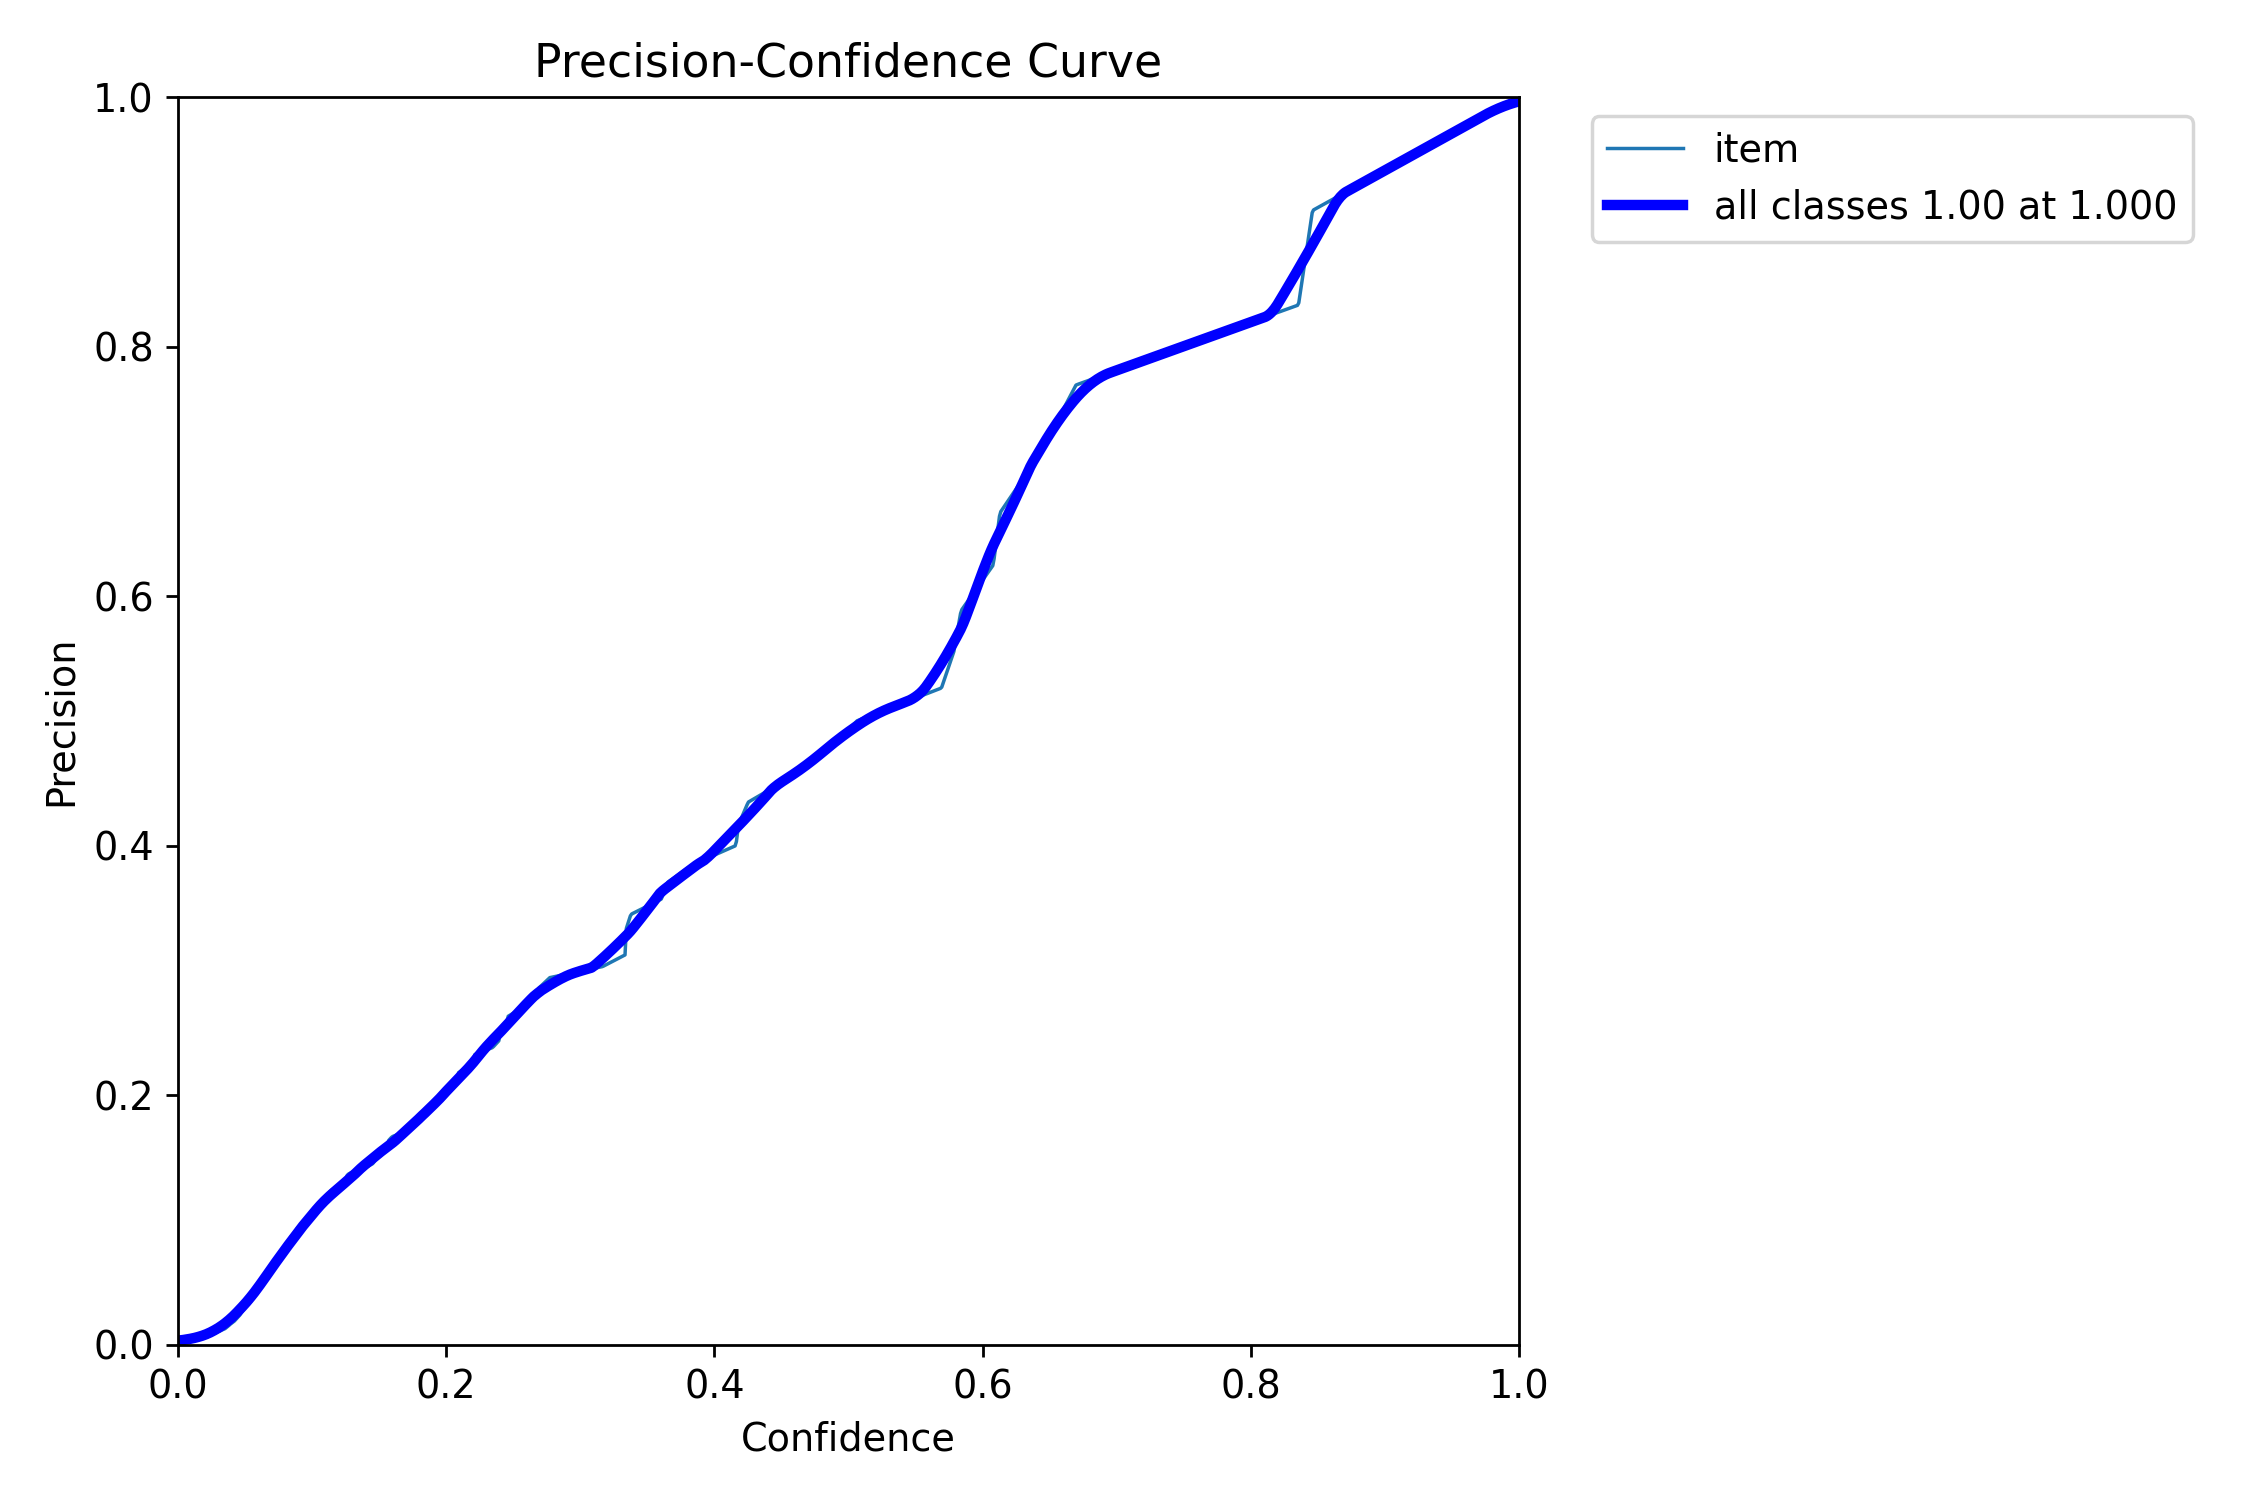 Precision-Confidence Curve
1.0
0.8
0.6
0.4
0.2
0.0
Precision
0.0 0.2 0.4 0.6 0.8 1.0
Confidence
item
all classes 1.00 at 1.000